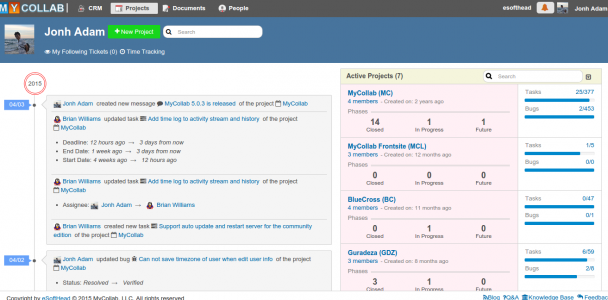 MYCOLLAB | CRM Projects Documents People esofthead Jonh Adam
Jonh Adam + New Project Search
My Following Tickets (0) Time Tracking
2015
04/03
Jonh Adam created new message MyCollab 5.0.3 is released of the project
MyCollab
Brian Williams updated task Add time log to activity stream and history of the project
MyCollab
• Deadline: 12 hours ago → 3 days from now
• End Date: 1 week ago → 3 days from now
• Start Date: 4 weeks ago → 12 hours ago
Brian Williams updated task Add time log to activity stream and history of the project
MyCollab
• Assignee: Jonh Adam → Brian Williams
Brian Williams created new task Support auto update and restart server for the community
edition of the project MyCollab
04/02
Jonh Adam updated bug Can not save timezone of user when edit user info of the project
MyCollab
• Status: Resolved → Verified
Active Projects (7) Search
MyCollab (MC)
4 members - Created on: 2 years ago
Phases
14 1 1
Closed In Progress Future
Tasks 25/377
Bugs 2/453
MyCollab Frontsite (MCL)
3 members - Created on: 12 months ago
Phases
0 0 0
Closed In Progress Future
Tasks 1/5
Bugs 0/0
BlueCross (BC)
4 members - Created on: 11 months ago
Phases
0 1 0
Closed In Progress Future
Tasks 0/47
Bugs 0/1
Guradeza (GDZ)
3 members - Created on: 8 months ago
Phases
3 1 0
Closed In Progress Future
Tasks 6/59
Bugs 2/6
Copyright by eSoftHead © 2015 MyCollab, LLC. All rights reserved.
Blog Q&A Knowledge Base Feedbac